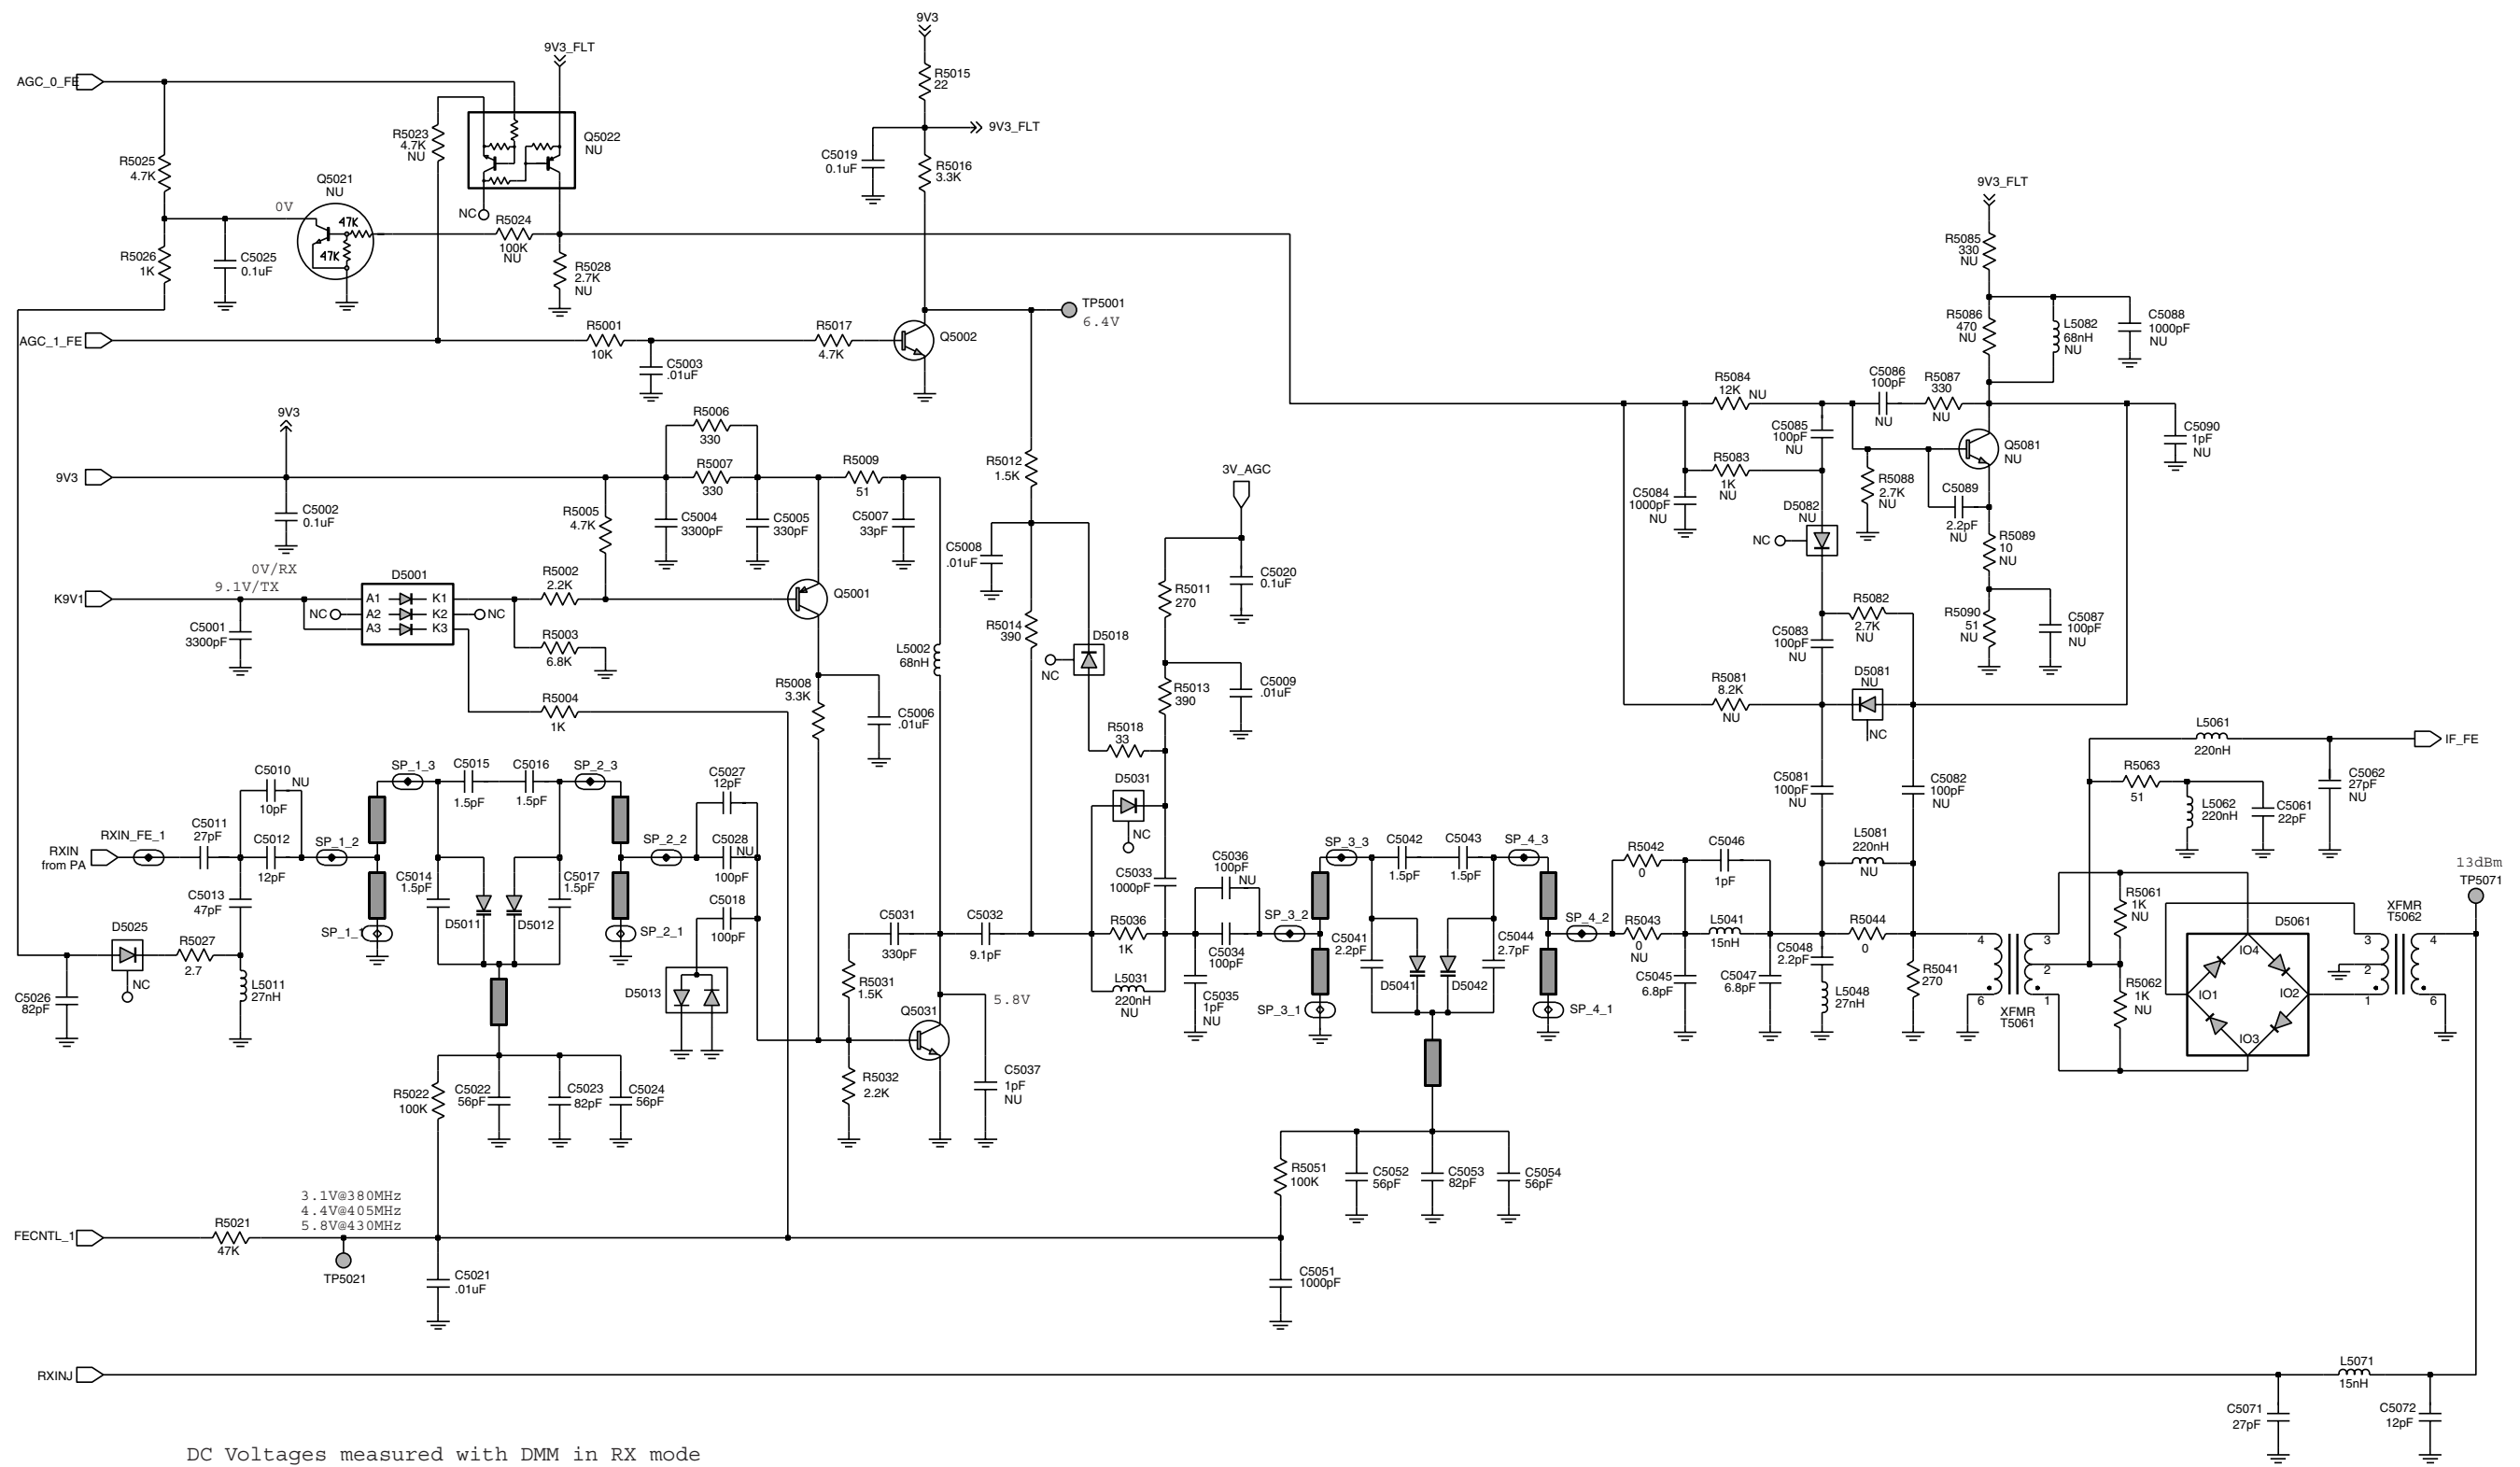 9V3
9V3_FLT
AGC_0_FE
R5015
22
9V3_FLT
R5023
4.7K
NU
Q5022
NU
C5019
0.1uF
R5016
3.3K
R5025
4.7K
Q5021
NU
0V
47K
47K
NC
R5024
100K
NU
9V3_FLT
R5026
1K
C5025
0.1uF
R5028
2.7K
NU
R5085
330
NU
TP5001
6.4V
R5086
470
NU
L5082
68nH
NU
C5088
1000pF
NU
AGC_1_FE
R5001
10K
R5017
4.7K
Q5002
C5003
.01uF
R5084
12K
NU
C5086
100pF
NU
R5087
330
NU
9V3
R5006
330
C5085
100pF
NU
Q5081
NU
C5090
1pF
NU
9V3
R5007
330
R5009
51
R5012
1.5K
3V_AGC
R5083
1K
NU
C5084
1000pF
NU
R5088
2.7K
NU
C5089
2.2pF
NU
C5002
0.1uF
R5005
4.7K
C5004
3300pF
C5005
330pF
C5007
33pF
D5082
NU
NC
R5089
10
NU
C5008
.01uF
0V/RX
9.1V/TX
D5001
R5002
2.2K
R5011
270
C5020
0.1uF
K9V1
A1
K1
NC
A2
K2
NC
A3
K3
Q5001
R5082
2.7K
NU
R5090
51
NU
C5087
100pF
NU
C5001
3300pF
R5003
6.8K
L5002
68nH
R5014
390
D5018
NC
C5083
100pF
NU
R5008
3.3K
R5013
390
C5009
.01uF
R5081
8.2K
NU
D5081
NU
NC
R5004
1K
C5006
.01uF
R5018
33
L5061
220nH
IF_FE
C5010
NU
10pF
SP_1_3
C5015
1.5pF
C5016
1.5pF
SP_2_3
C5027
12pF
D5031
NC
C5081
100pF
NU
C5082
100pF
NU
R5063
51
L5062
220nH
C5061
22pF
C5062
27pF
NU
RXIN
from PA
RXIN_FE_1
C5011
27pF
C5012
12pF
SP_1_2
SP_2_2
C5028
NU
100pF
C5033
1000pF
C5036
100pF
NU
SP_3_3
C5042
1.5pF
C5043
1.5pF
SP_4_3
R5042
0
C5046
1pF
L5081
220nH
NU
13dBm
TP5071
C5013
47pF
C5014
1.5pF
D5011
D5012
C5017
1.5pF
C5018
100pF
R5061
1K
NU
XFMR
T5062
D5025
NC
R5027
2.7
SP_1_1
SP_2_1
C5031
330pF
C5032
9.1pF
R5036
1K
C5034
100pF
SP_3_2
SP_4_2
R5043
0
NU
L5041
15nH
R5044
0
4
6
3
2
1
D5061
IO4
IO1
IO2
IO3
3
2
1
4
6
C5026
82pF
L5011
27nH
D5013
R5031
1.5K
L5031
220nH
NU
C5035
1pF
NU
C5041
2.2pF
D5041
D5042
C5044
2.7pF
C5045
6.8pF
C5047
6.8pF
C5048
2.2pF
L5048
27nH
R5041
270
R5062
1K
NU
5.8V
SP_3_1
SP_4_1
XFMR
T5061
Q5031
R5022
100K
C5022
56pF
C5023
82pF
C5024
56pF
R5032
2.2K
C5037
1pF
NU
R5051
100K
C5052
56pF
C5053
82pF
C5054
56pF
3.1V@380MHz
4.4V@405MHz
5.8V@430MHz
FECNTL_1
R5021
47K
TP5021
C5021
.01uF
C5051
1000pF
RXINJ
L5071
15nH
C5071
27pF
C5072
12pF
DC Voltages measured with DMM in RX mode